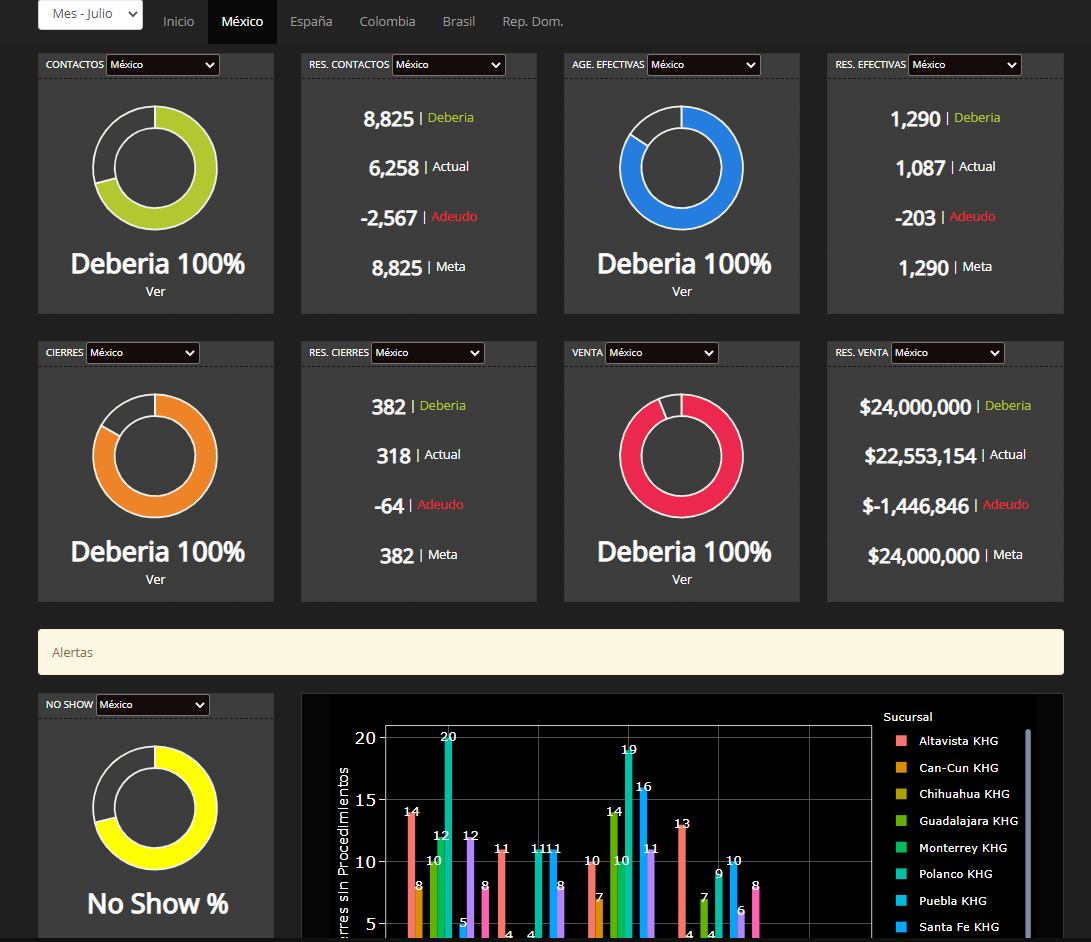 Mes - Julio Inicio México España Colombia Brasil Rep. Dom.
CONTACTOS México
Deberia 100%
Ver
RES. CONTACTOS México
8,825 | Deberia
6,258 | Actual
-2,567 | Adeudo
8,825 | Meta
AGE. EFECTIVAS México
Deberia 100%
Ver
RES. EFECTIVAS México
1,290 | Deberia
1,087 | Actual
-203 | Adeudo
1,290 | Meta
CIERRES México
Deberia 100%
Ver
RES. CIERRES México
382 | Deberia
318 | Actual
-64 | Adeudo
382 | Meta
VENTA México
Deberia 100%
Ver
RES. VENTA México
$24,000,000 | Deberia
$22,553,154 | Actual
$-1,446,846 | Adeudo
$24,000,000 | Meta
Alertas
NO SHOW México
No Show %
sin Procedimientos
20
15
10
5
14 8 10 12 20 5 12 8
11 4 4 11 11 8
10 7 14 10 19 16 11
13 4 7 4 9 10 6 8
Sucursal
Altavista KHG
Can-Cun KHG
Chihuahua KHG
Guadalajara KHG
Monterrey KHG
Polanco KHG
Puebla KHG
Santa Fe KHG